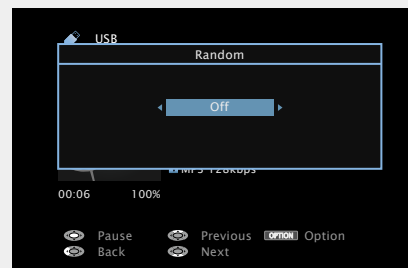 USB
Random
Off
MP3 128kbps
00:06 100%
Pause Previous OPTION Option
Back Next